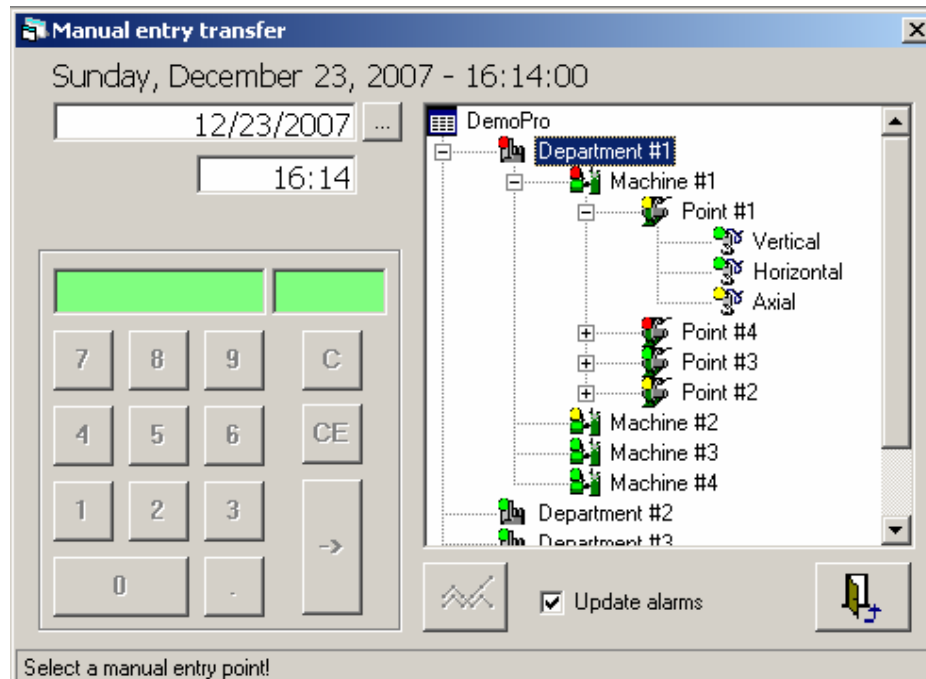 Manual entry transfer
Sunday, December 23, 2007 - 16:14:00
12/23/2007 ...
16:14
DemoPro
Department #1
Machine #1
Point #1
Vertical
Horizontal
Axial
Point #4
Point #3
Point #2
Machine #2
Machine #3
Machine #4
Department #2
Department #3
7 8 9 C
4 5 6 CE
1 2 3 ->
0 .
Update alarms
Select a manual entry point!